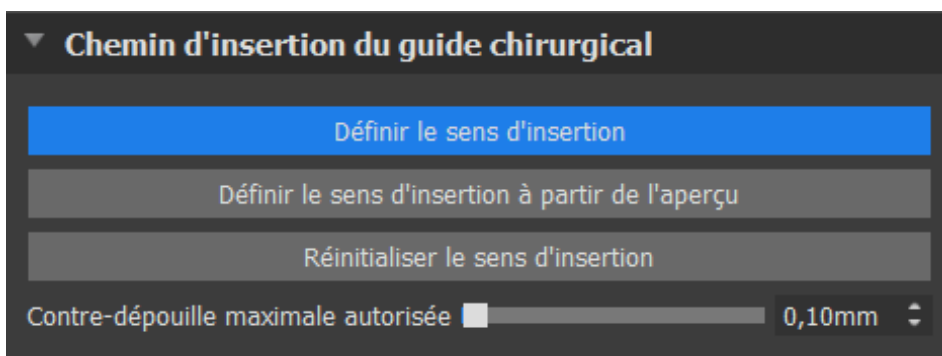 Chemin d'insertion du guide chirurgical
Définir le sens d'insertion
Définir le sens d'insertion à partir de l'aperçu
Réinitialiser le sens d'insertion
Contre-dépouille maximale autorisée 0,10mm